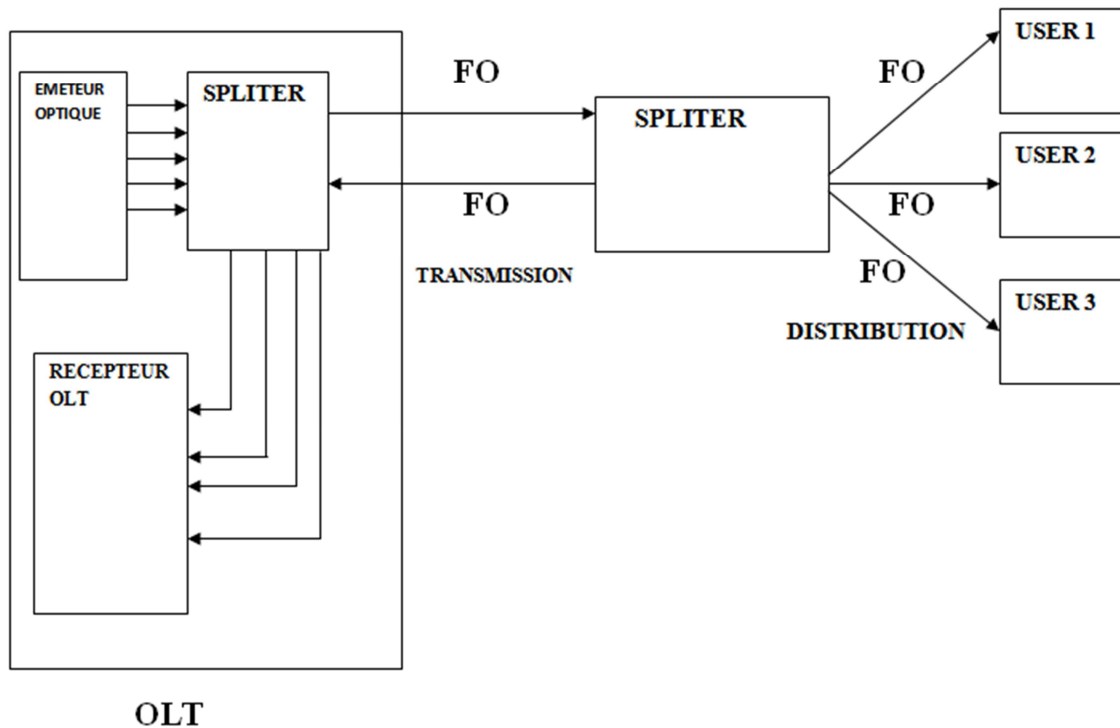 EMETEUR
OPTIQUE
SPLITER
FO
FO
TRANSMISSION
SPLITER
FO
FO
FO
DISTRIBUTION
USER 1
USER 2
USER 3
RECEPTEUR
OLT
OLT